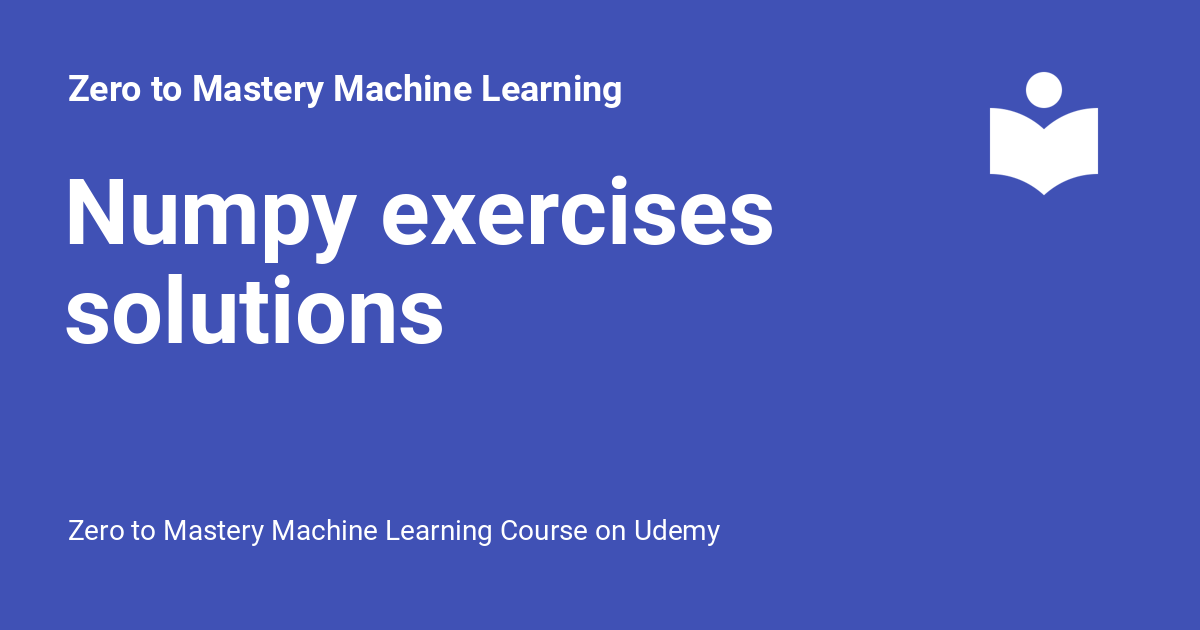 Zero to Mastery Machine Learning
Numpy exercises
solutions
Zero to Mastery Machine Learning Course on Udemy